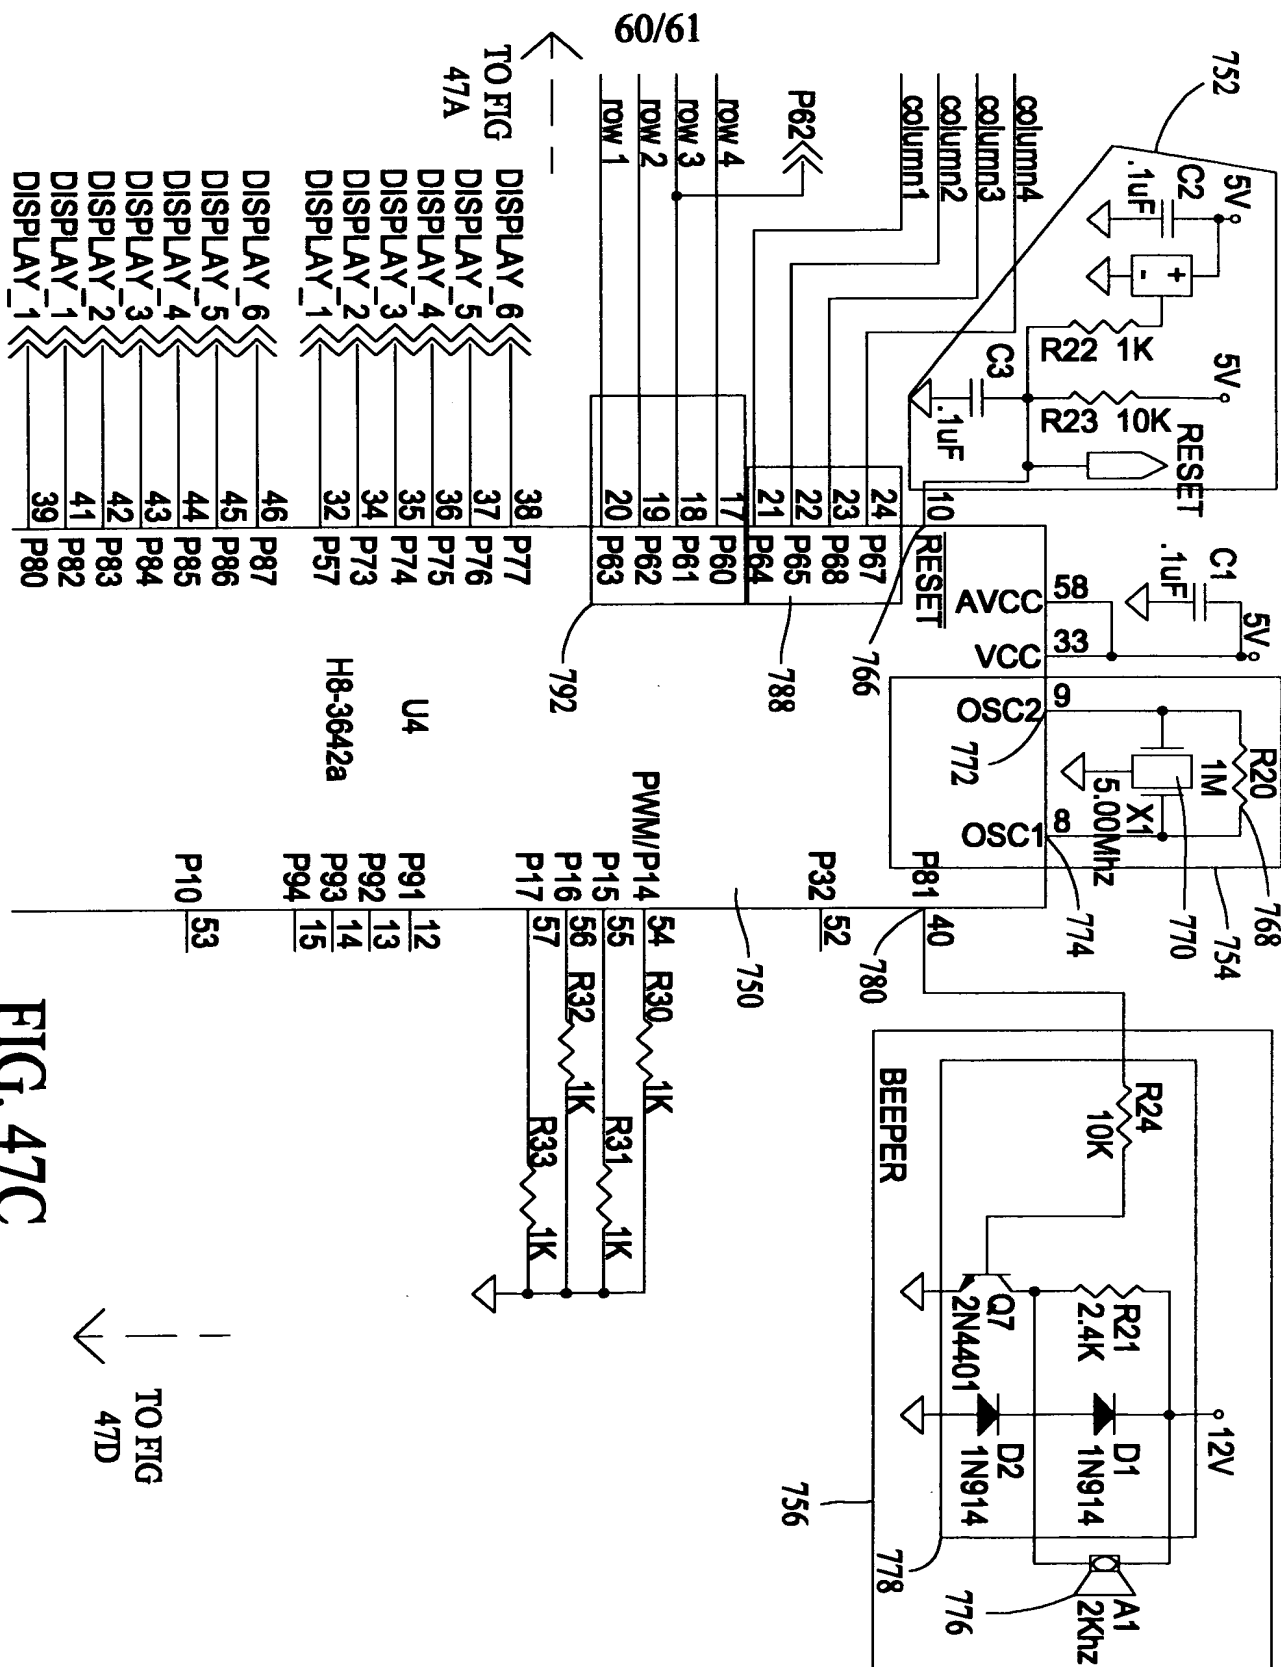 60/61
TO FIG
47A
752
5V
C2
.1uF
+
-
R22 1K
5V
R23 10K
C3
.1uF
RESET
column4
column3
column2
column1
P62
row 4
row 3
row 2
row 1
DISPLAY_6
DISPLAY_5
DISPLAY_4
DISPLAY_3
DISPLAY_2
DISPLAY_1
DISPLAY_6
DISPLAY_5
DISPLAY_4
DISPLAY_3
DISPLAY_2
DISPLAY_1
DISPLAY_1
10 RESET
24 P67
23 P68
22 P65
21 P64
17 P60
18 P61
19 P62
20 P63
38 P77
37 P76
36 P75
35 P74
34 P73
32 P57
46 P87
45 P86
44 P85
43 P84
42 P83
41 P82
39 P80
C1
.1uF
5V
AVCC 58
VCC 33
OSC2 9
OSC1 8
R20
1M
X1
5.00Mhz
766
788
792
772
774
770
768
754
U4
H8-3642a
P81 40
P32 52
PWM/P14 54
P15 55
P16 56
P17 57
P91 12
P92 13
P93 14
P94 15
P10 53
780
750
R30 1K
R31 1K
R32 1K
R33 1K
BEEPER
R24
10K
Q7
2N4401
R21
2.4K
D1
1N914
D2
1N914
12V
A1
2Khz
756
778
776
FIG. 47C
TO FIG
47D